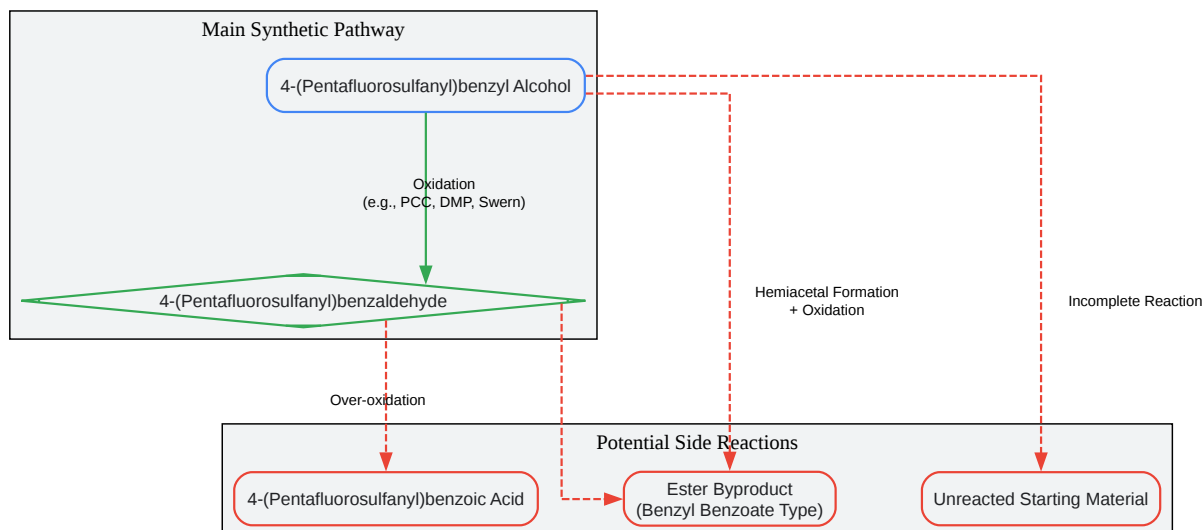 Main Synthetic Pathway
4-(Pentafluorosulfanyl)benzyl Alcohol
Oxidation
(e.g., PCC, DMP, Swern)
4-(Pentafluorosulfanyl)benzaldehyde
Hemiacetal Formation
+ Oxidation
Incomplete Reaction
Over-oxidation
Potential Side Reactions
4-(Pentafluorosulfanyl)benzoic Acid
Ester Byproduct
(Benzyl Benzoate Type)
Unreacted Starting Material